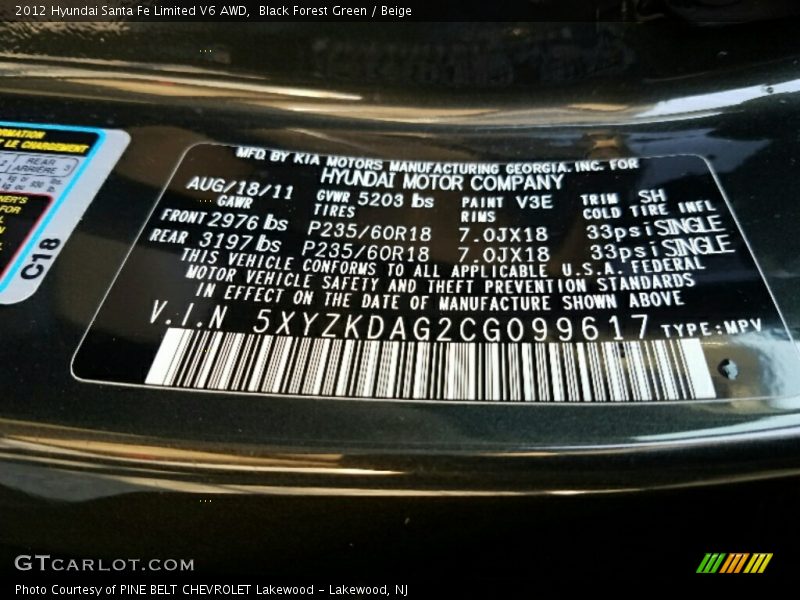 2012 Hyundai Santa Fe Limited V6 AWD, Black Forest Green / Beige
LE CHARGEMENT
REAR
ARRIÈRE
C18
MFD. BY KIA MOTORS MANUFACTURING GEORGIA. INC. FOR
HYUNDAI MOTOR COMPANY
AUG/18/11 GVWR 5203 lbs PAINT V3E TRIM SH
GAWR TIRES RIMS COLD TIRE INFL
FRONT 2976 lbs P235/60R18 7.0JX18 33psi SINGLE
REAR 3197 lbs P235/60R18 7.0JX18 33psi SINGLE
THIS VEHICLE CONFORMS TO ALL APPLICABLE U.S.A. FEDERAL
MOTOR VEHICLE SAFETY AND THEFT PREVENTION STANDARDS
IN EFFECT ON THE DATE OF MANUFACTURE SHOWN ABOVE
V.I.N 5XYZKDAG2CG099617 TYPE:MPV
GTCARLOT.COM
Photo Courtesy of PINE BELT CHEVROLET Lakewood - Lakewood, NJ